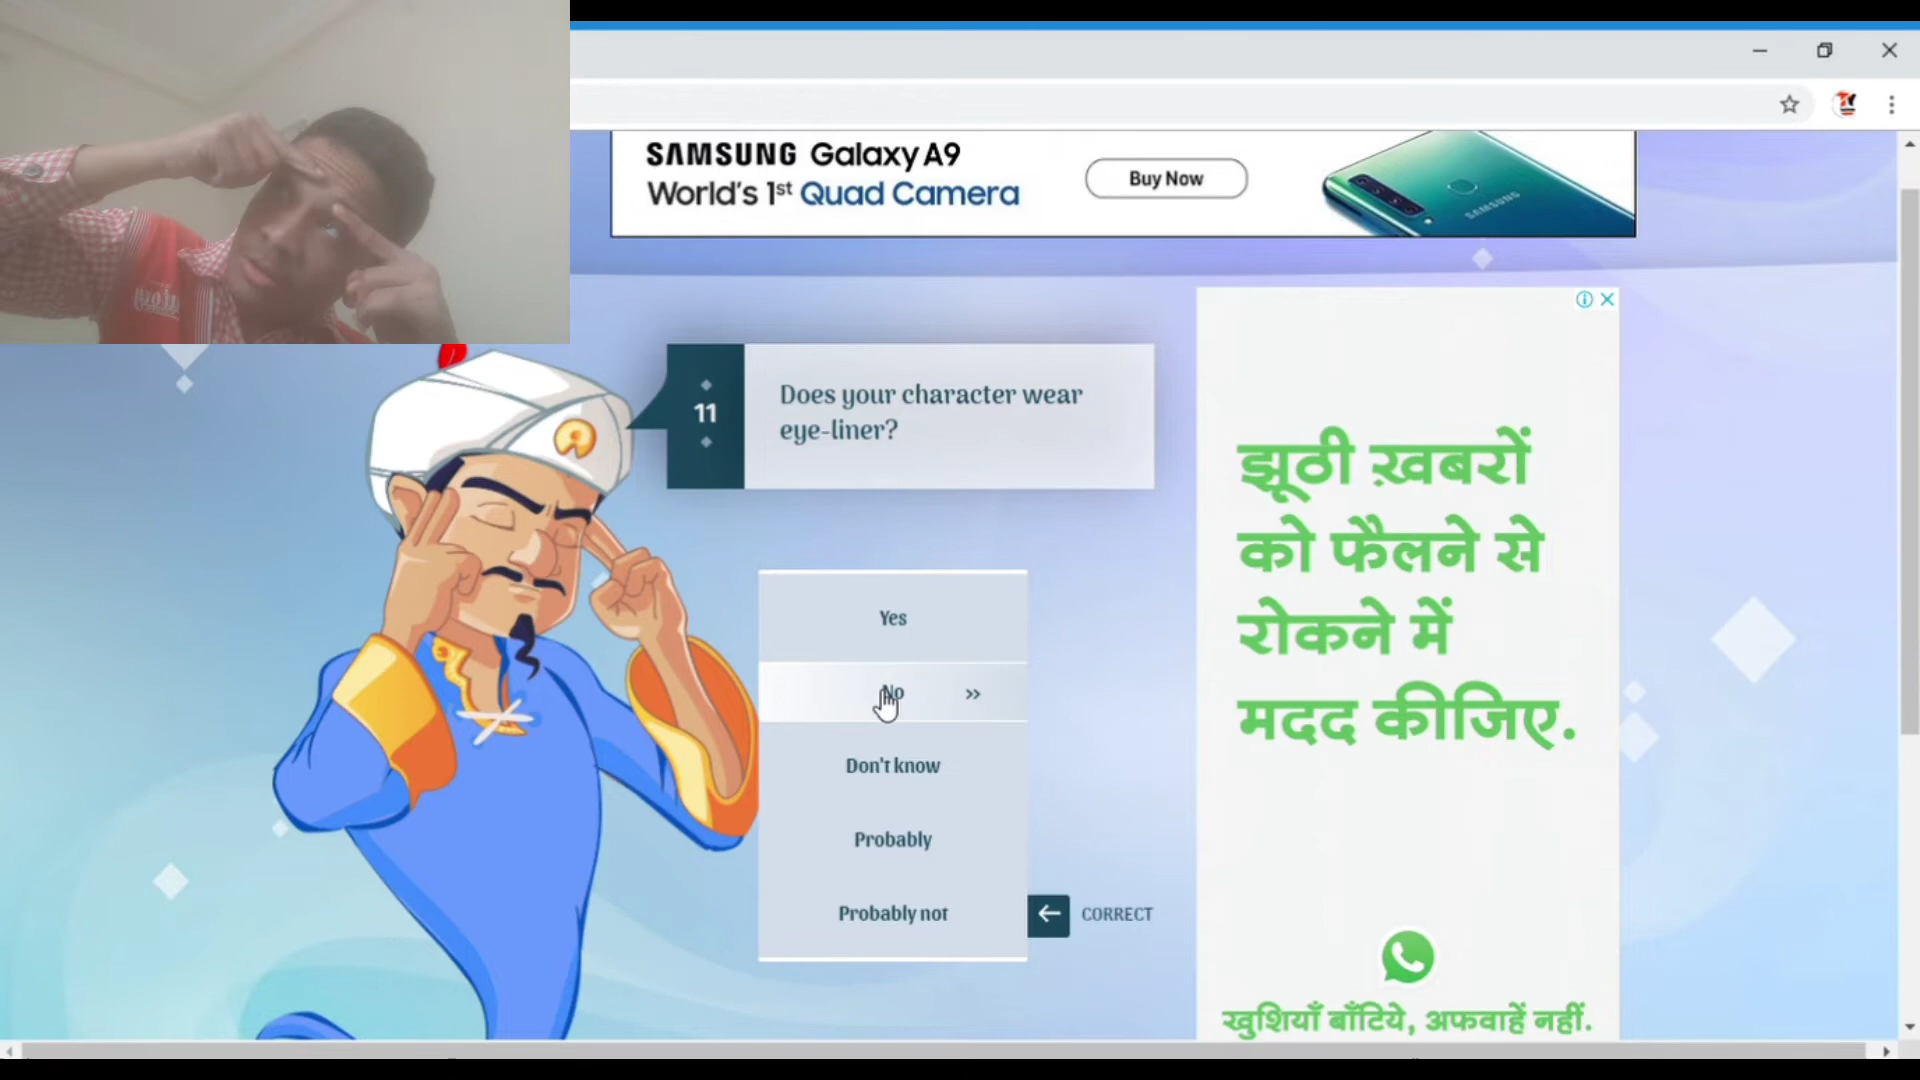 SAMSUNG Galaxy A9
World's 1st Quad Camera
Buy Now
SAMSUNG
11
Does your character wear
eye-liner?
Yes
No >>
Don't know
Probably
Probably not
CORRECT
झूठी ख़बरों
को फैलने से
रोकने में
मदद कीजिए.
खुशियाँ बाँटिये, अफवाहें नहीं.